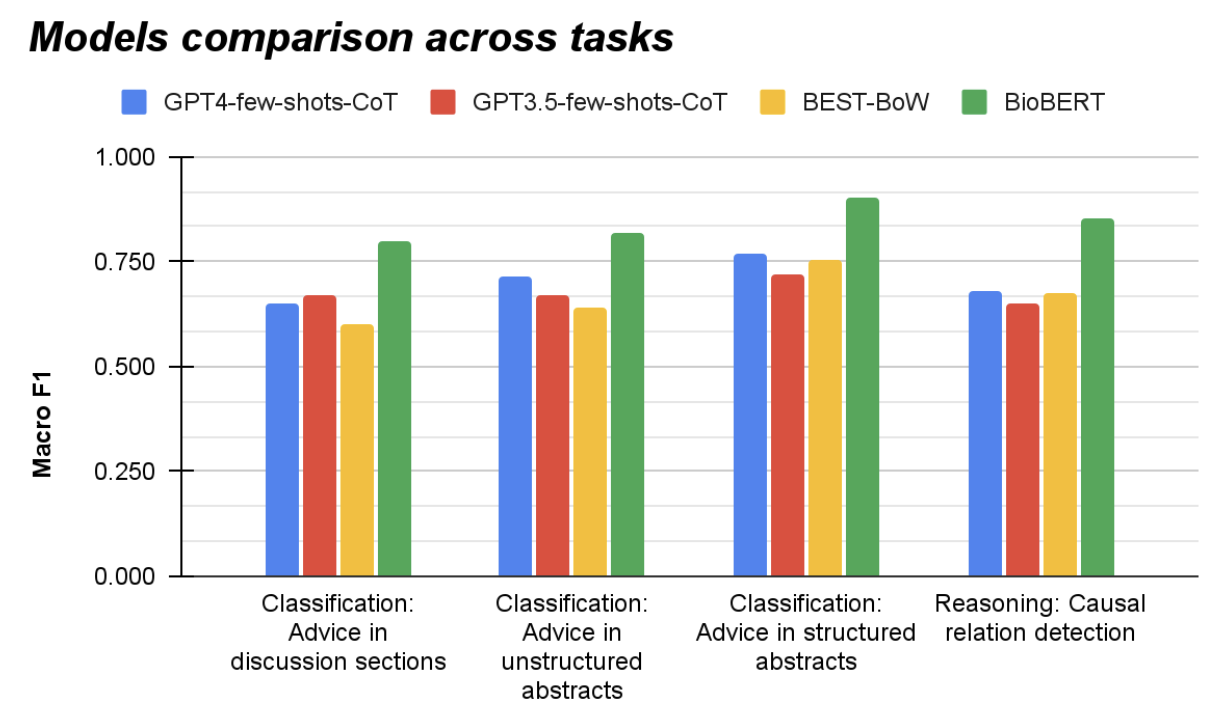 Models comparison across tasks
GPT4-few-shots-CoT GPT3.5-few-shots-CoT BEST-BoW BioBERT
1.000
0.750
0.500
0.250
0.000
Macro F1
Classification:
Advice in
discussion sections
Classification:
Advice in
unstructured
abstracts
Classification:
Advice in structured
abstracts
Reasoning: Causal
relation detection